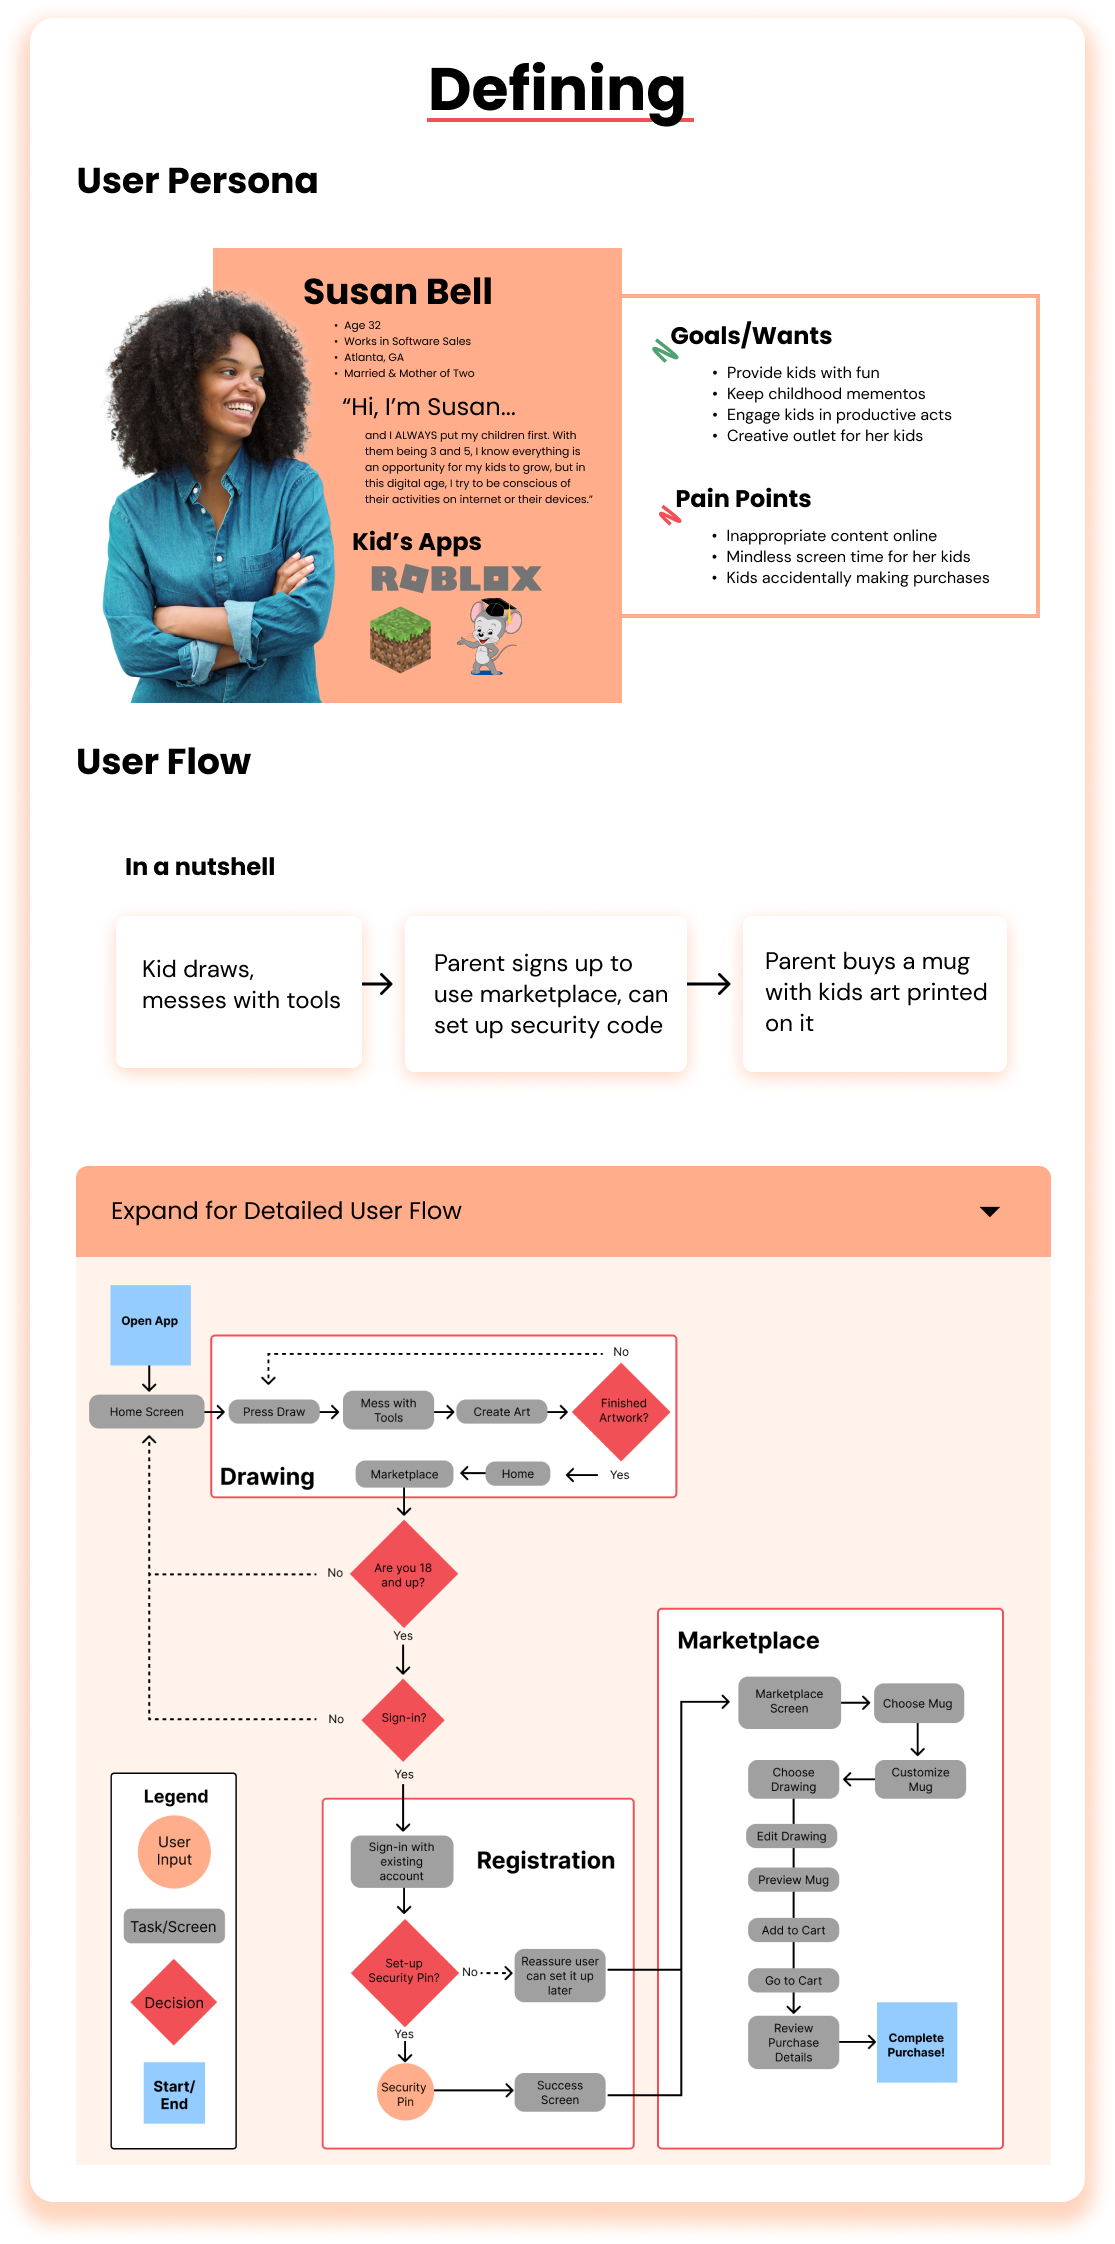 Defining
User Persona
Susan Bell
• Age 32
• Works in Software Sales
• Atlanta, GA
• Married & Mother of Two
“Hi, I’m Susan...
and I ALWAYS put my children first. With
them being 3 and 5, I know everything is
an opportunity for my kids to grow, but in
this digital age, I try to be conscious of
their activities on internet or their devices.”
Kid’s Apps
ROBLOX
Goals/Wants
• Provide kids with fun
• Keep childhood mementos
• Engage kids in productive acts
• Creative outlet for her kids
Pain Points
• Inappropriate content online
• Mindless screen time for her kids
• Kids accidentally making purchases
User Flow
In a nutshell
Kid draws,
messes with tools
Parent signs up to
use marketplace, can
set up security code
Parent buys a mug
with kids art printed
on it
Expand for Detailed User Flow
Open App
Home Screen
Press Draw
Mess with
Tools
Create Art
Finished
Artwork?
No
Yes
Home
Marketplace
Drawing
Are you 18
and up?
No
Yes
Sign-in?
No
Yes
Registration
Sign-in with
existing
account
Set-up
Security Pin?
No
Reassure user
can set it up
later
Yes
Security
Pin
Success
Screen
Marketplace
Marketplace
Screen
Choose Mug
Customize
Mug
Choose
Drawing
Edit Drawing
Preview Mug
Add to Cart
Go to Cart
Review
Purchase
Details
Complete
Purchase!
Legend
User
Input
Task/Screen
Decision
Start/
End